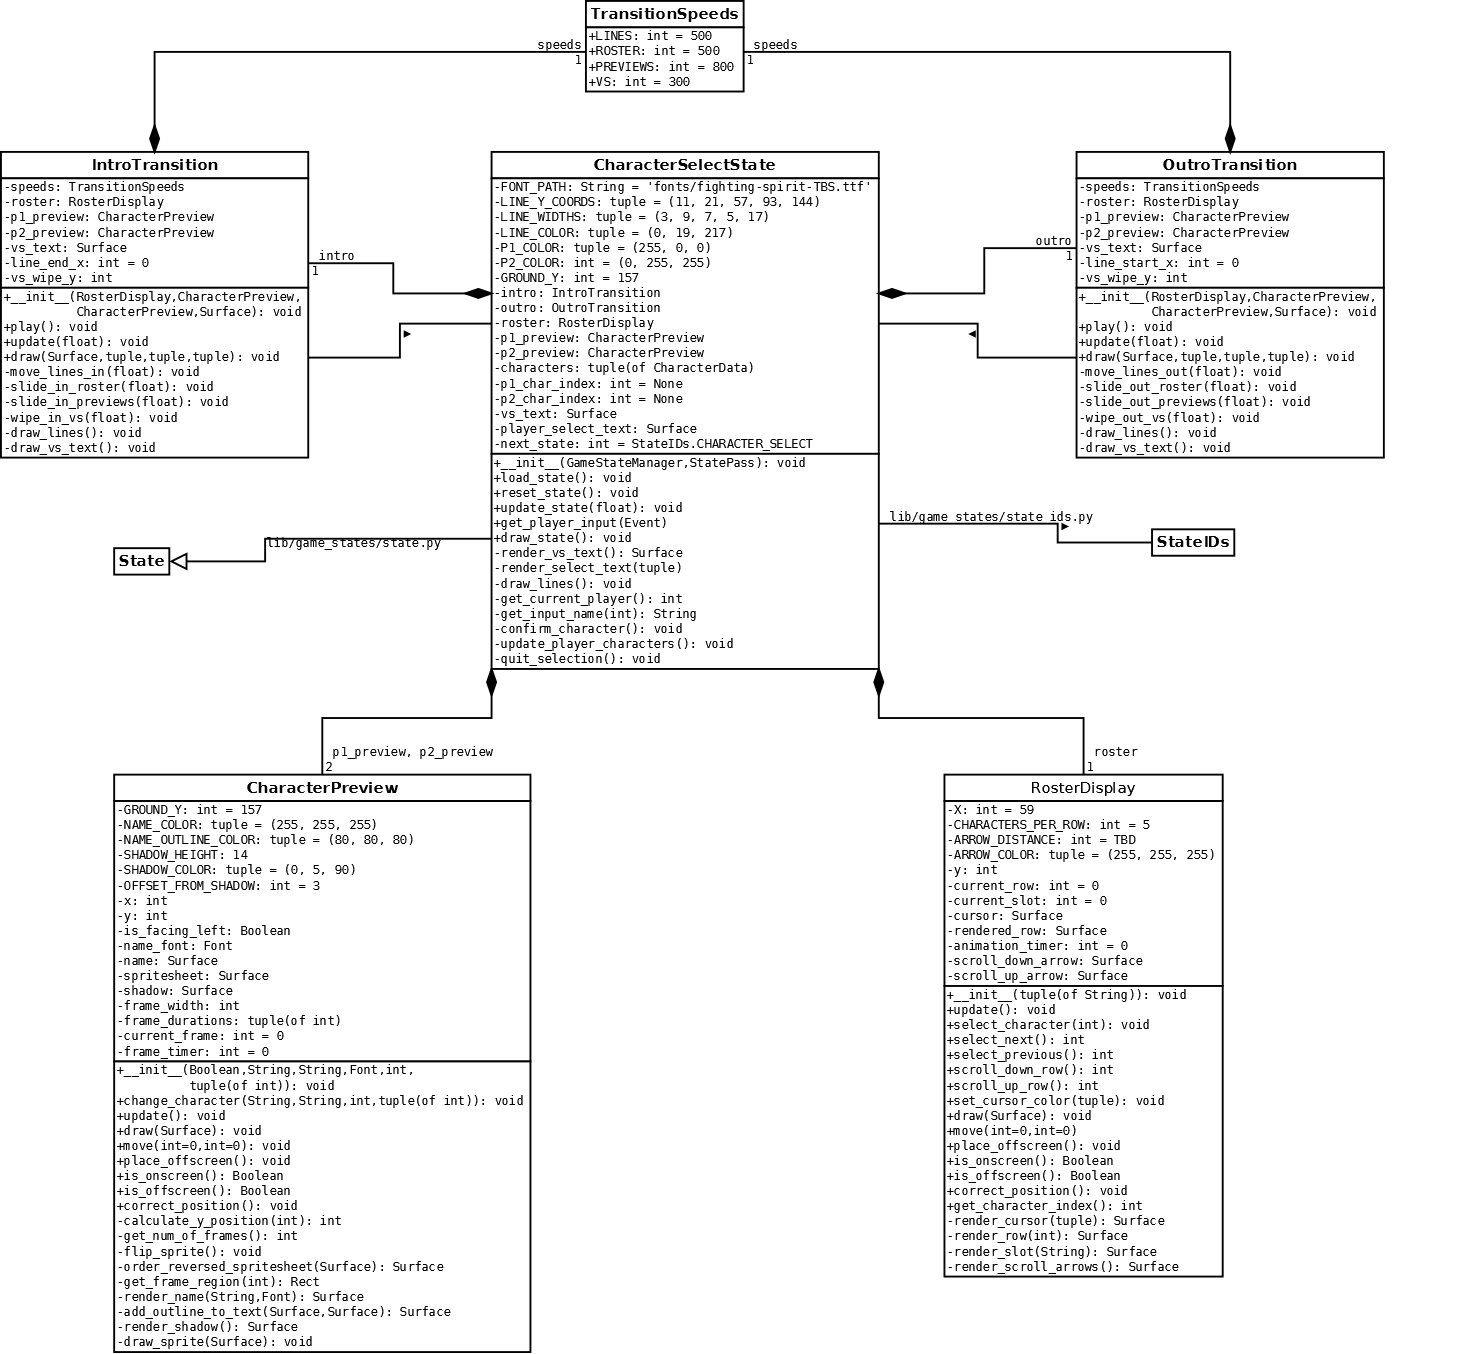 TransitionSpeeds
+LINES: int = 500
+ROSTER: int = 500
+PREVIEWS: int = 800
+VS: int = 300
speeds
1
speeds
1
IntroTransition
-speeds: TransitionSpeeds
-roster: RosterDisplay
-p1_preview: CharacterPreview
-p2_preview: CharacterPreview
-vs_text: Surface
-line_end_x: int = 0
-vs_wipe_y: int
+__init__(RosterDisplay,CharacterPreview,
CharacterPreview,Surface): void
+play(): void
+update(float): void
+draw(Surface,tuple,tuple,tuple): void
-move_lines_in(float): void
-slide_in_roster(float): void
-slide_in_previews(float): void
-wipe_in_vs(float): void
-draw_lines(): void
-draw_vs_text(): void
intro
1
CharacterSelectState
-FONT_PATH: String = 'fonts/fighting-spirit-TBS.ttf'
-LINE_Y_COORDS: tuple = (11, 21, 57, 93, 144)
-LINE_WIDTHS: tuple = (3, 9, 7, 5, 17)
-LINE_COLOR: tuple = (0, 19, 217)
-P1_COLOR: tuple = (255, 0, 0)
-P2_COLOR: int = (0, 255, 255)
-GROUND_Y: int = 157
-intro: IntroTransition
-outro: OutroTransition
-roster: RosterDisplay
-p1_preview: CharacterPreview
-p2_preview: CharacterPreview
-characters: tuple(of CharacterData)
-p1_char_index: int = None
-p2_char_index: int = None
-vs_text: Surface
-player_select_text: Surface
-next_state: int = StateIDs.CHARACTER_SELECT
+__init__(GameStateManager,StatePass): void
+load_state(): void
+reset_state(): void
+update_state(float): void
+get_player_input(Event)
+draw_state(): void
-render_vs_text(): Surface
-render_select_text(tuple)
-draw_lines(): void
-get_current_player(): int
-get_input_name(int): String
-confirm_character(): void
-update_player_characters(): void
-quit_selection(): void
outro
1
OutroTransition
-speeds: TransitionSpeeds
-roster: RosterDisplay
-p1_preview: CharacterPreview
-p2_preview: CharacterPreview
-vs_text: Surface
-line_start_x: int = 0
-vs_wipe_y: int
+__init__(RosterDisplay,CharacterPreview,
CharacterPreview,Surface): void
+play(): void
+update(float): void
+draw(Surface,tuple,tuple,tuple): void
-move_lines_out(float): void
-slide_out_roster(float): void
-slide_out_previews(float): void
-wipe_out_vs(float): void
-draw_lines(): void
-draw_vs_text(): void
State
lib/game_states/state.py
lib/game_states/state_ids.py
StateIDs
p1_preview, p2_preview
2
roster
1
CharacterPreview
-GROUND_Y: int = 157
-NAME_COLOR: tuple = (255, 255, 255)
-NAME_OUTLINE_COLOR: tuple = (80, 80, 80)
-SHADOW_HEIGHT: 14
-SHADOW_COLOR: tuple = (0, 5, 90)
-OFFSET_FROM_SHADOW: int = 3
-x: int
-y: int
-is_facing_left: Boolean
-name_font: Font
-name: Surface
-spritesheet: Surface
-shadow: Surface
-frame_width: int
-frame_durations: tuple(of int)
-current_frame: int = 0
-frame_timer: int = 0
+__init__(Boolean,String,String,Font,int,
tuple(of int)): void
+change_character(String,String,int,tuple(of int)): void
+update(): void
+draw(Surface): void
+move(int=0,int=0): void
+place_offscreen(): void
+is_onscreen(): Boolean
+is_offscreen(): Boolean
+correct_position(): void
-calculate_y_position(int): int
-get_num_of_frames(): int
-flip_sprite(): void
-order_reversed_spritesheet(Surface): Surface
-get_frame_region(int): Rect
-render_name(String,Font): Surface
-add_outline_to_text(Surface,Surface): Surface
-render_shadow(): Surface
-draw_sprite(Surface): void
RosterDisplay
-X: int = 59
-CHARACTERS_PER_ROW: int = 5
-ARROW_DISTANCE: int = TBD
-ARROW_COLOR: tuple = (255, 255, 255)
-y: int
-current_row: int = 0
-current_slot: int = 0
-cursor: Surface
-rendered_row: Surface
-animation_timer: int = 0
-scroll_down_arrow: Surface
-scroll_up_arrow: Surface
+__init__(tuple(of String)): void
+update(): void
+select_character(int): void
+select_next(): int
+select_previous(): int
+scroll_down_row(): int
+scroll_up_row(): int
+set_cursor_color(tuple): void
+draw(Surface): void
+move(int=0,int=0)
+place_offscreen(): void
+is_onscreen(): Boolean
+is_offscreen(): Boolean
+correct_position(): void
+get_character_index(): int
-render_cursor(tuple): Surface
-render_row(int): Surface
-render_slot(String): Surface
-render_scroll_arrows(): Surface